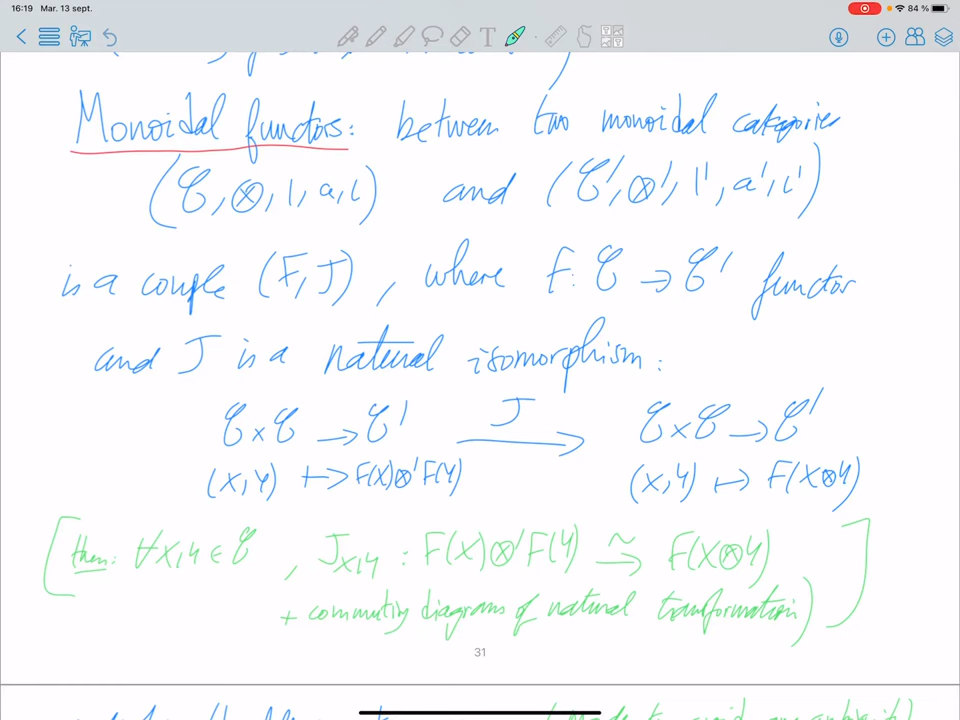 16:19 Mar. 13 sept. 84 %
T
Monoidal functors: between two monoidal categories
(𝒞, ⊗, 1, a, ι) and (𝒞', ⊗', 1', a', ι')
is a couple (F, J), where F: 𝒞 → 𝒞' functor
and J is a natural isomorphism:
𝒞 × 𝒞 → 𝒞' J→ 𝒞 × 𝒞 → 𝒞'
(X, Y) ↦ F(X) ⊗' F(Y) (X, Y) ↦ F(X ⊗ Y)
[then: ∀ X, Y ∈ 𝒞, J_{X,Y} : F(X) ⊗' F(Y) ≅→ F(X ⊗ Y)
+ commuting diagrams of natural transformation)]
31